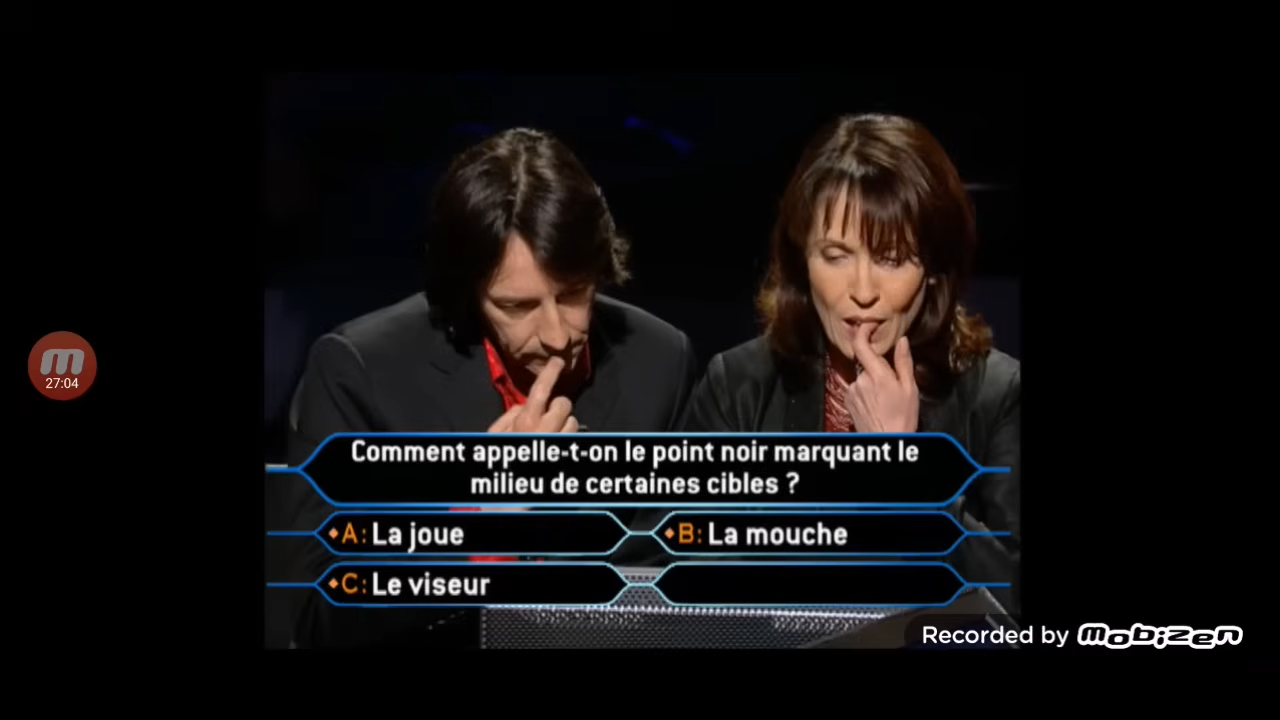 Comment appelle-t-on le point noir marquant le
milieu de certaines cibles ?
A: La joue
B: La mouche
C: Le viseur
27:04
Recorded by mobizen